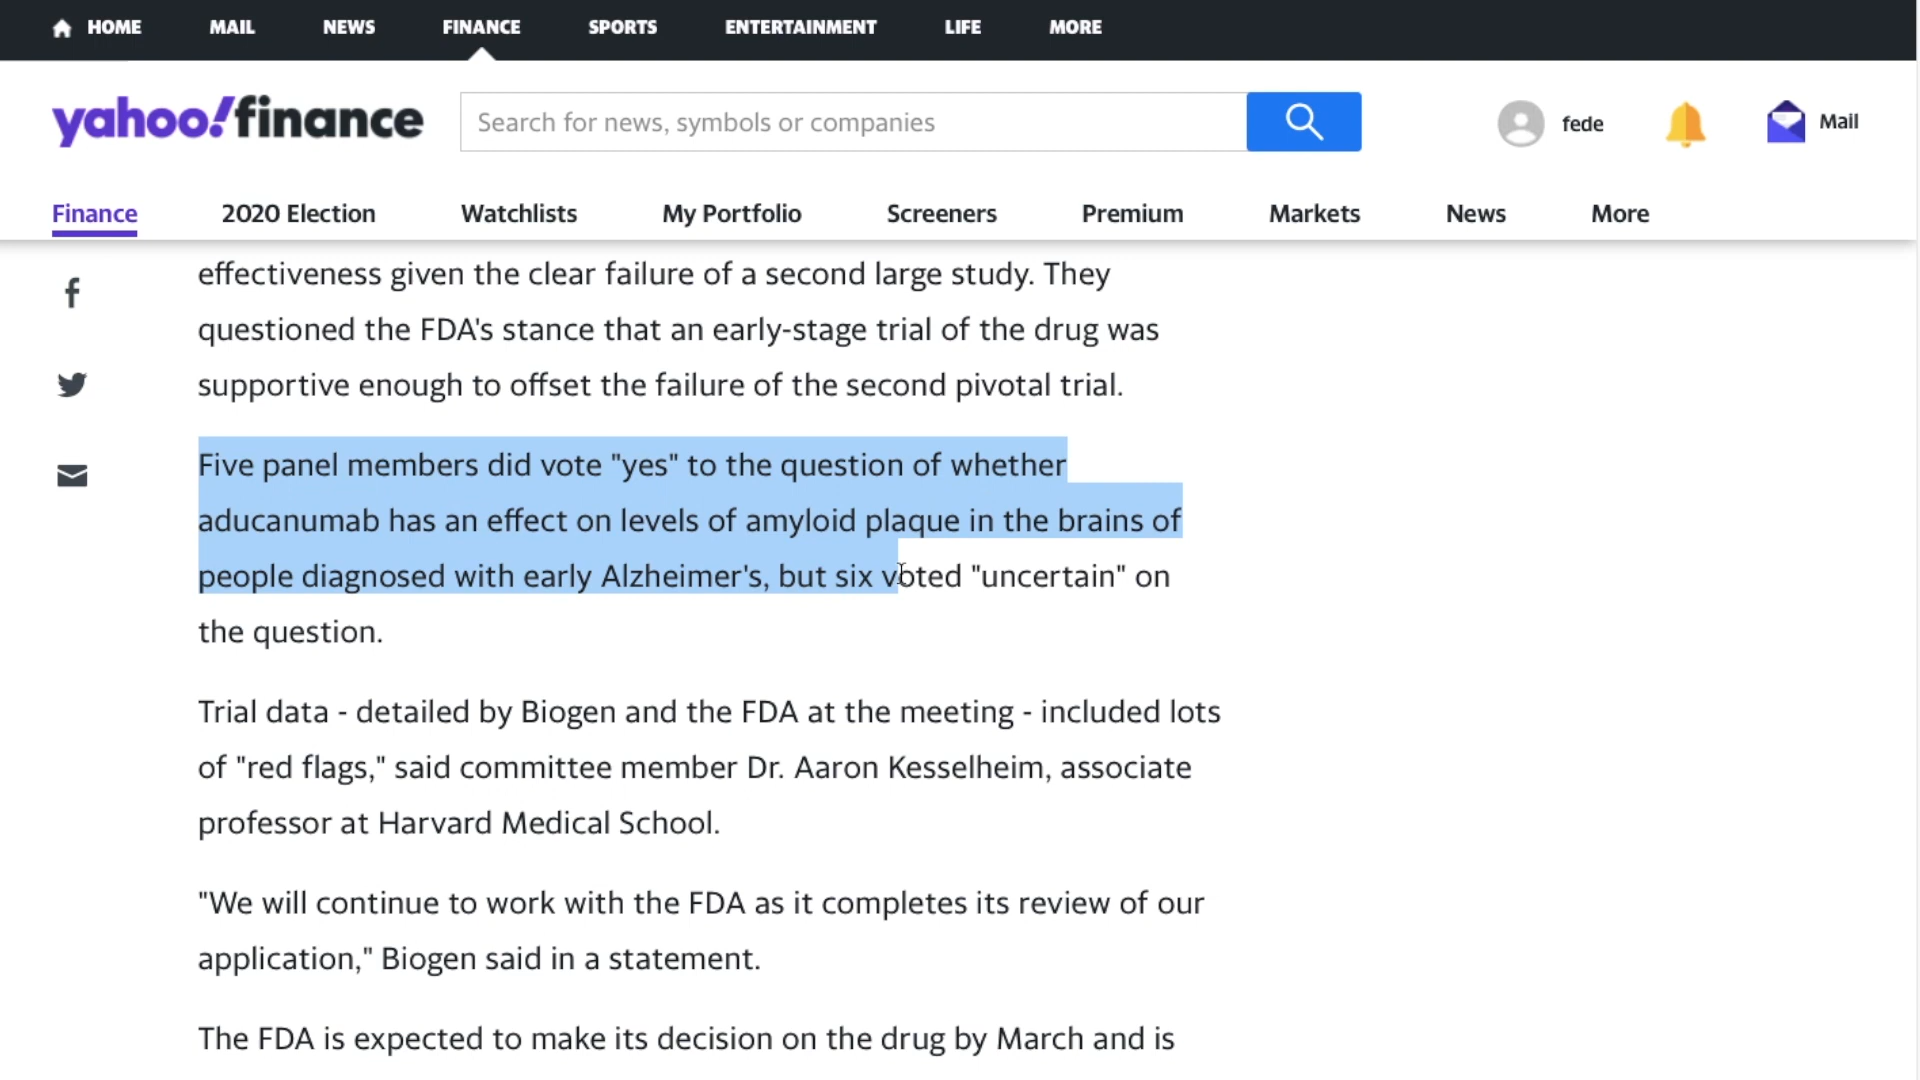 HOME MAIL NEWS FINANCE SPORTS ENTERTAINMENT LIFE MORE
yahoo!finance Search for news, symbols or companies fede Mail
Finance 2020 Election Watchlists My Portfolio Screeners Premium Markets News More
effectiveness given the clear failure of a second large study. They
questioned the FDA's stance that an early-stage trial of the drug was
supportive enough to offset the failure of the second pivotal trial.
Five panel members did vote "yes" to the question of whether
aducanumab has an effect on levels of amyloid plaque in the brains of
people diagnosed with early Alzheimer's, but six voted "uncertain" on
the question.
Trial data - detailed by Biogen and the FDA at the meeting - included lots
of "red flags," said committee member Dr. Aaron Kesselheim, associate
professor at Harvard Medical School.
"We will continue to work with the FDA as it completes its review of our
application," Biogen said in a statement.
The FDA is expected to make its decision on the drug by March and is